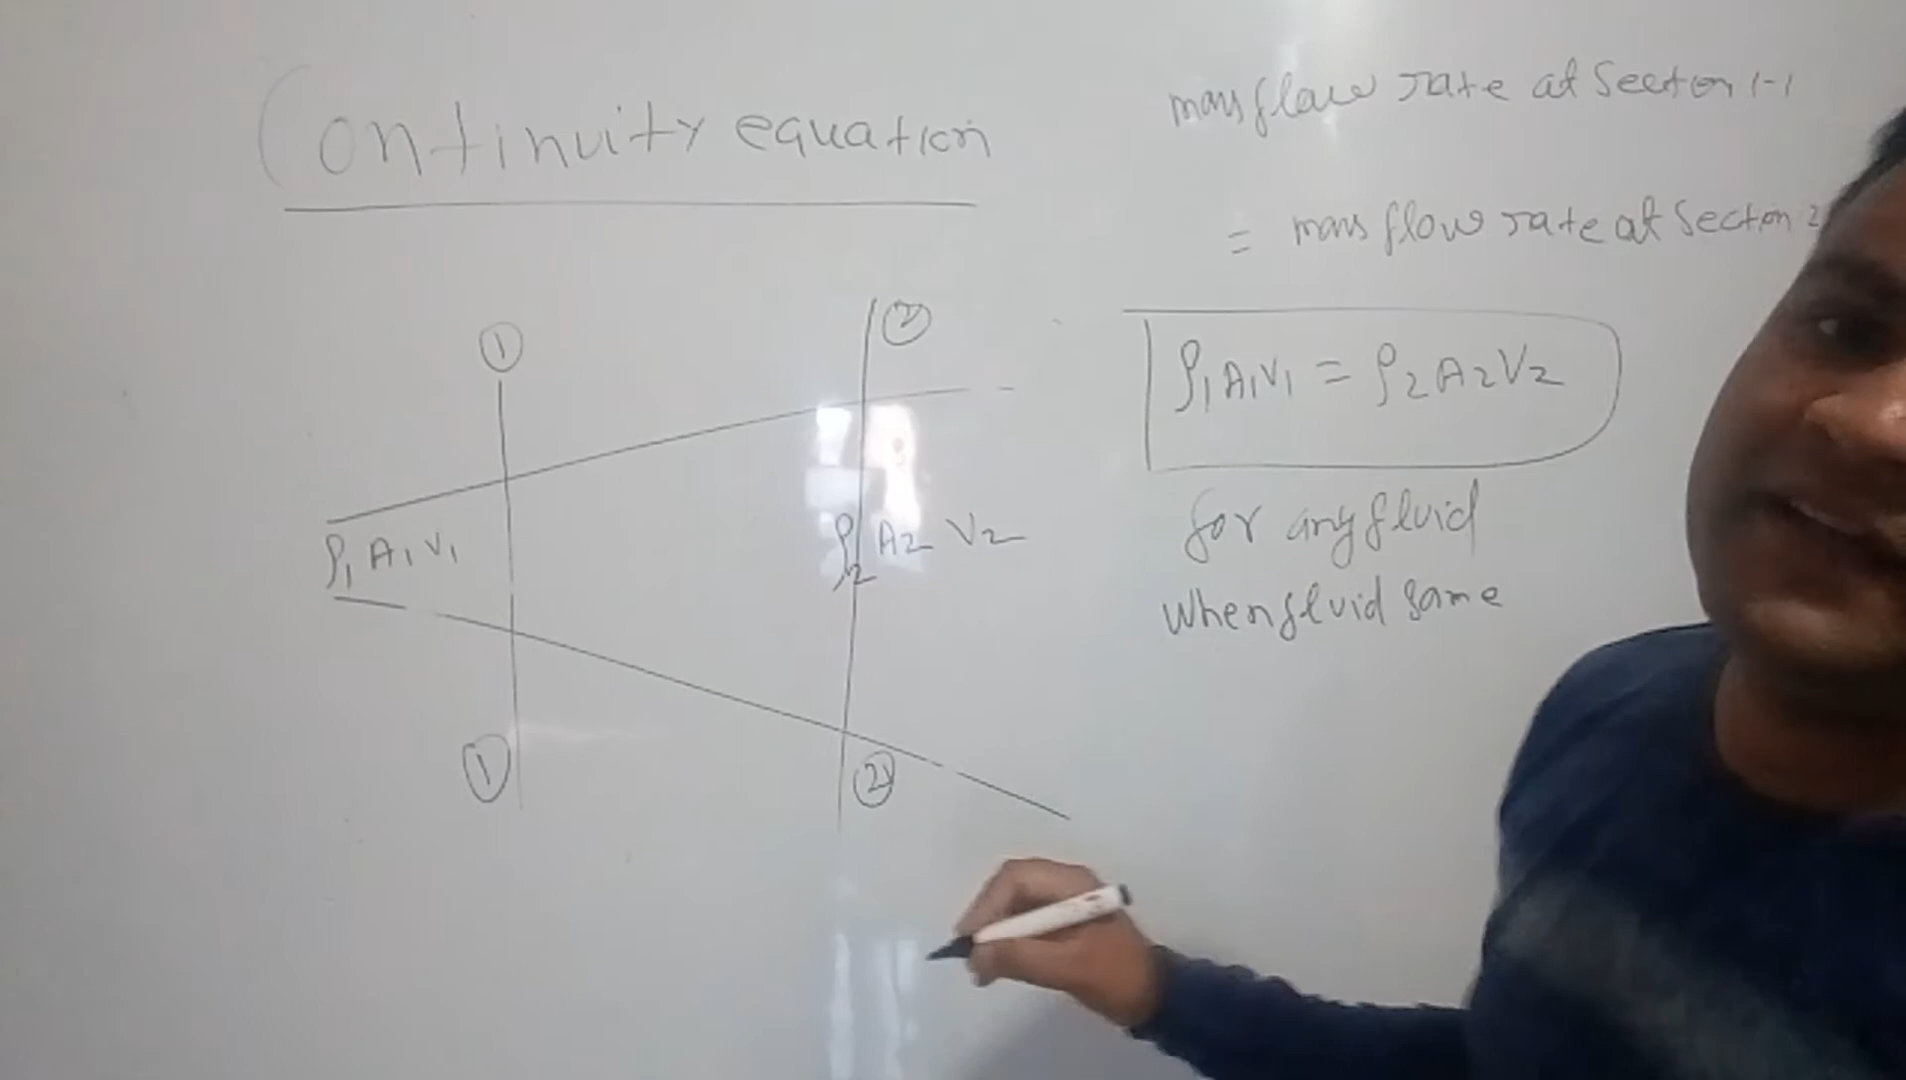 Continuity equation
mass flow rate at Section 1-1
= mass flow rate at Section 2
①
②
ρ₁A₁V₁ = ρ₂A₂V₂
ρ₁ A₁ V₁
ρ₂ A₂ V₂
for any fluid
when fluid same
①
②